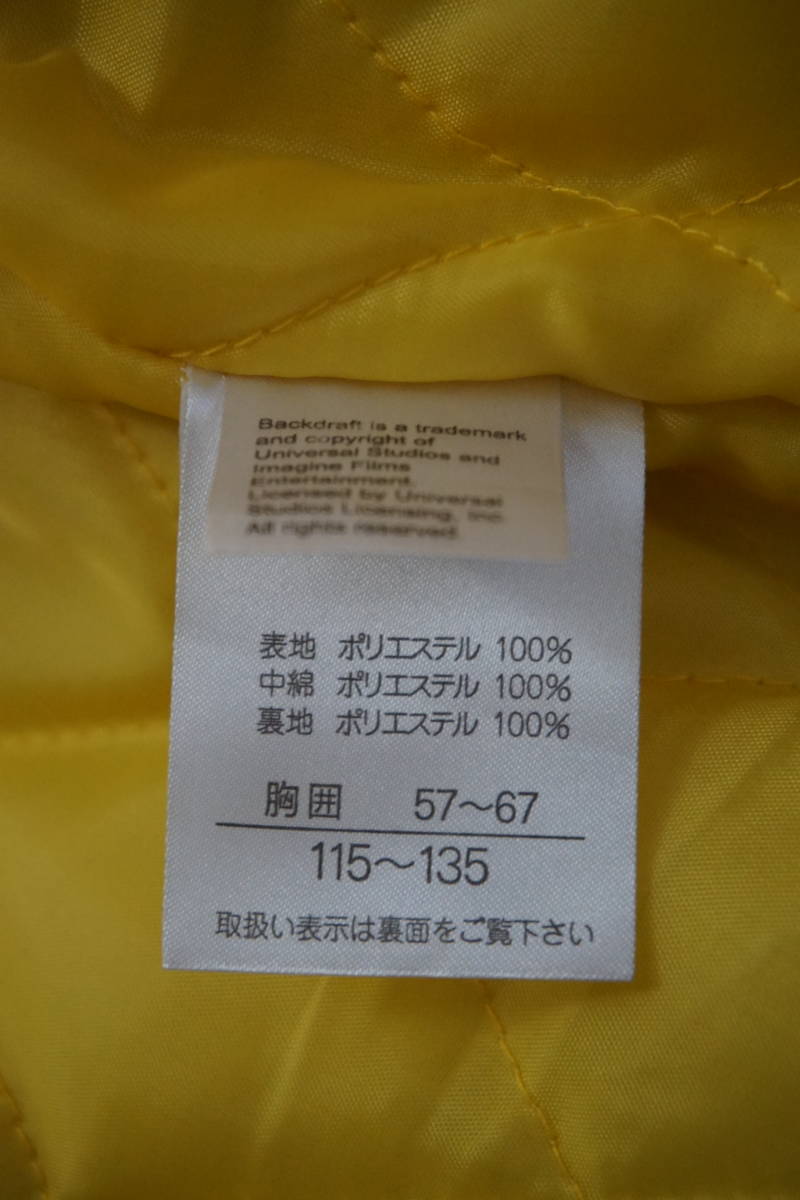 Backdraft is a trademark
and copyright of
Universal Studios and
Imagine Films
Entertainment.
Licensed by Universal
Studios Licensing, Inc.
All rights reserved.
表地 ポリエステル 100%
中綿 ポリエステル 100%
裏地 ポリエステル 100%
胸囲 57～67
115～135
取扱い表示は裏面をご覧下さい